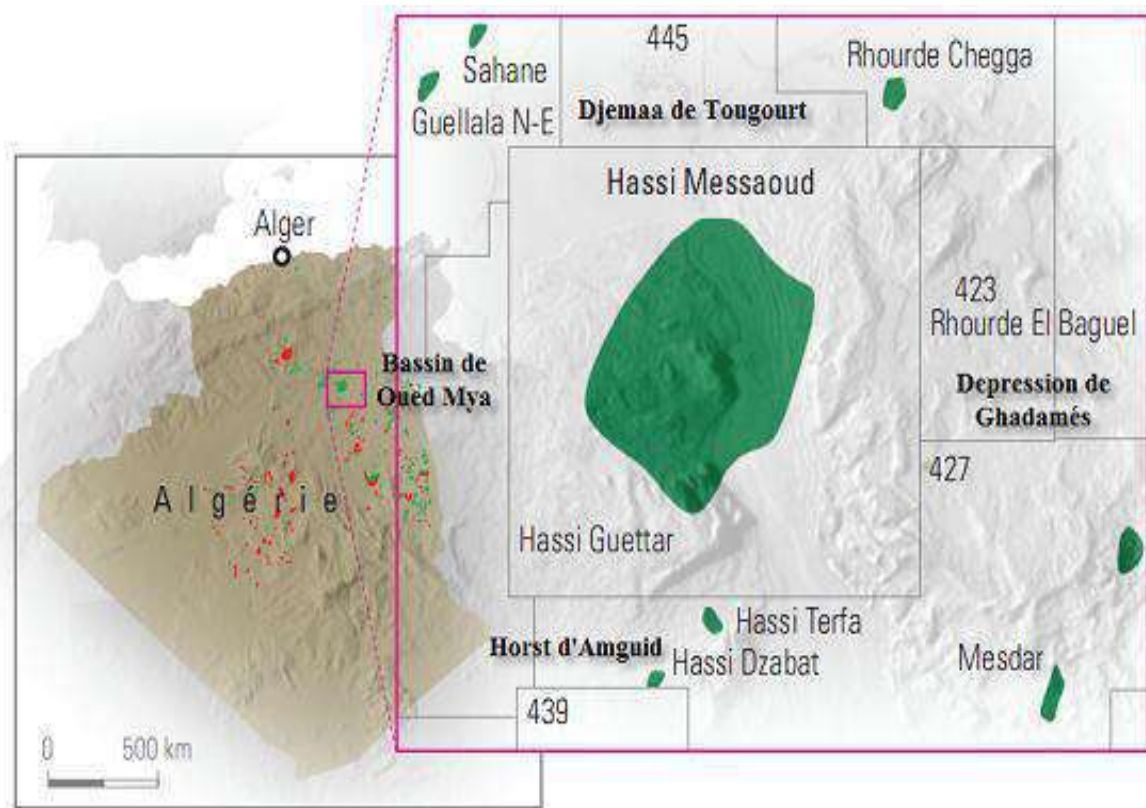 Alger
Algérie
0 500 km
445
Sahane
Guellala N-E
Djemaa de Tougourt
Rhourde Chegga
Hassi Messaoud
Bassin de
Oued Mya
423
Rhourde El Baguel
Depression de
Ghadamés
427
Hassi Guettar
Hassi Terfa
Horst d'Amguid
Hassi Dzabat
Mesdar
439